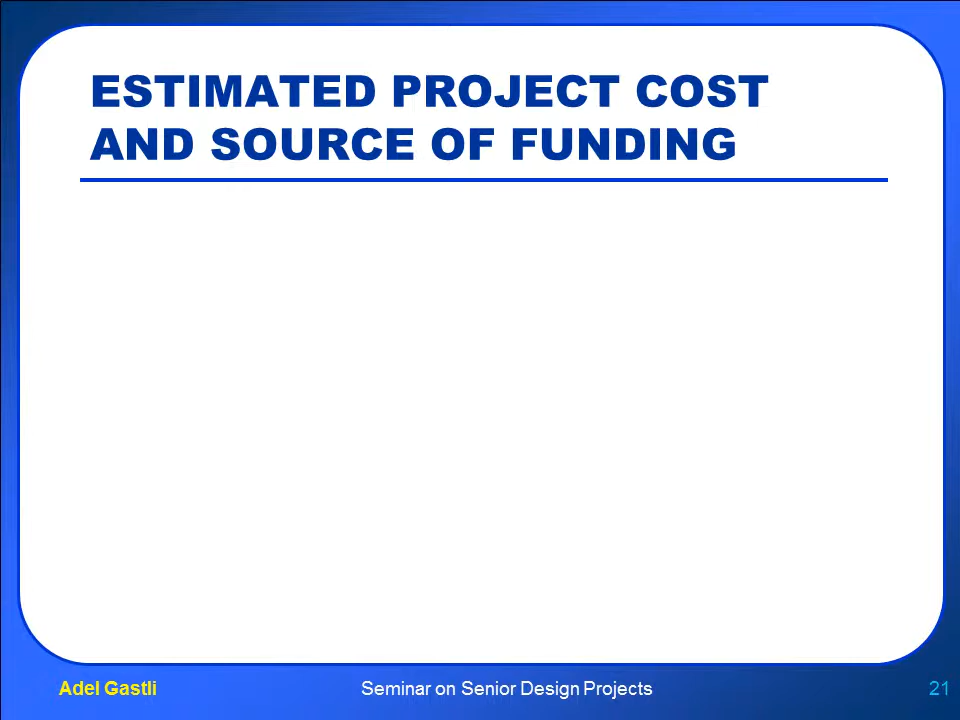 ESTIMATED PROJECT COST
AND SOURCE OF FUNDING
Adel Gastli
Seminar on Senior Design Projects
21